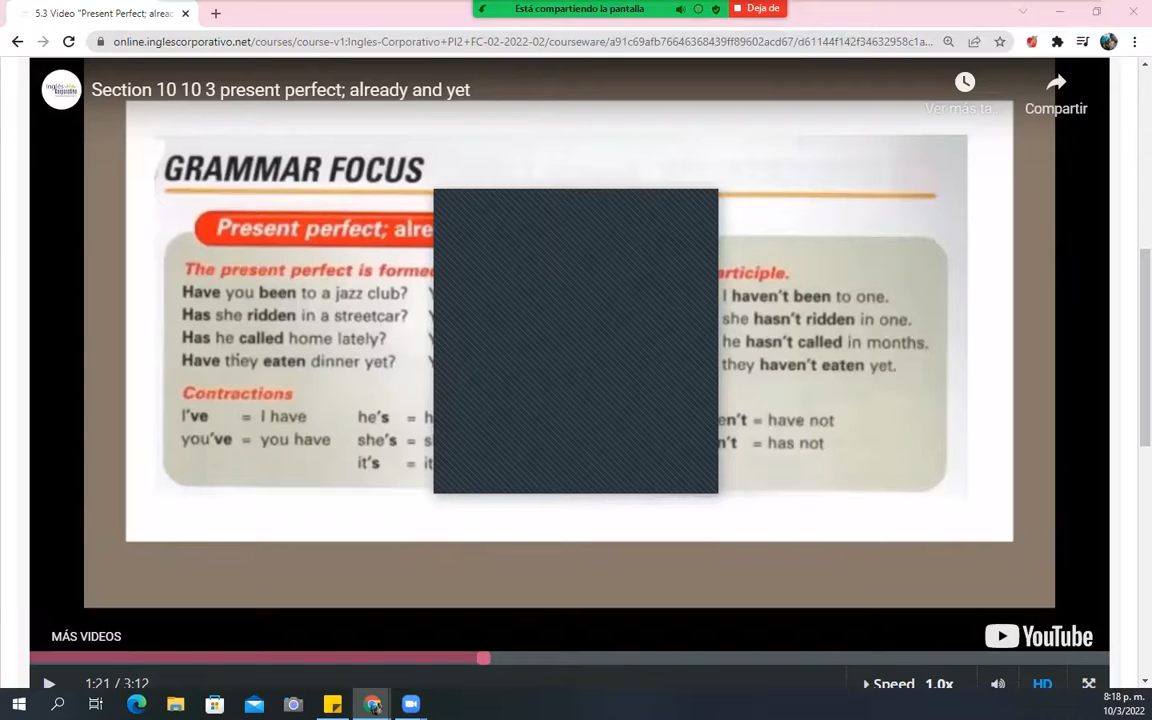 5.3 Video "Present Perfect; alread
Está compartiendo la pantalla
Deja de
online.inglescorporativo.net/courses/course-v1:Ingles-Corporativo+PI2+FC-02-2022-02/courseware/a91c69afb76646368439ff89602acd67/d61144f142f34632958c1a...
Section 10 10 3 present perfect; already and yet
Ver más ta...
Compartir
GRAMMAR FOCUS
Present perfect; alre
The present perfect is formed articiple.
Have you been to a jazz club? I haven't been to one.
Has she ridden in a streetcar? she hasn't ridden in one.
Has he called home lately? he hasn't called in months.
Have they eaten dinner yet? they haven't eaten yet.
Contractions
I've = I have he's = h en't = have not
you've = you have she's = s n't = has not
it's = it
MÁS VIDEOS
YouTube
1:21 / 3:12
Speed 1.0x
HD
8:18 p. m.
10/3/2022